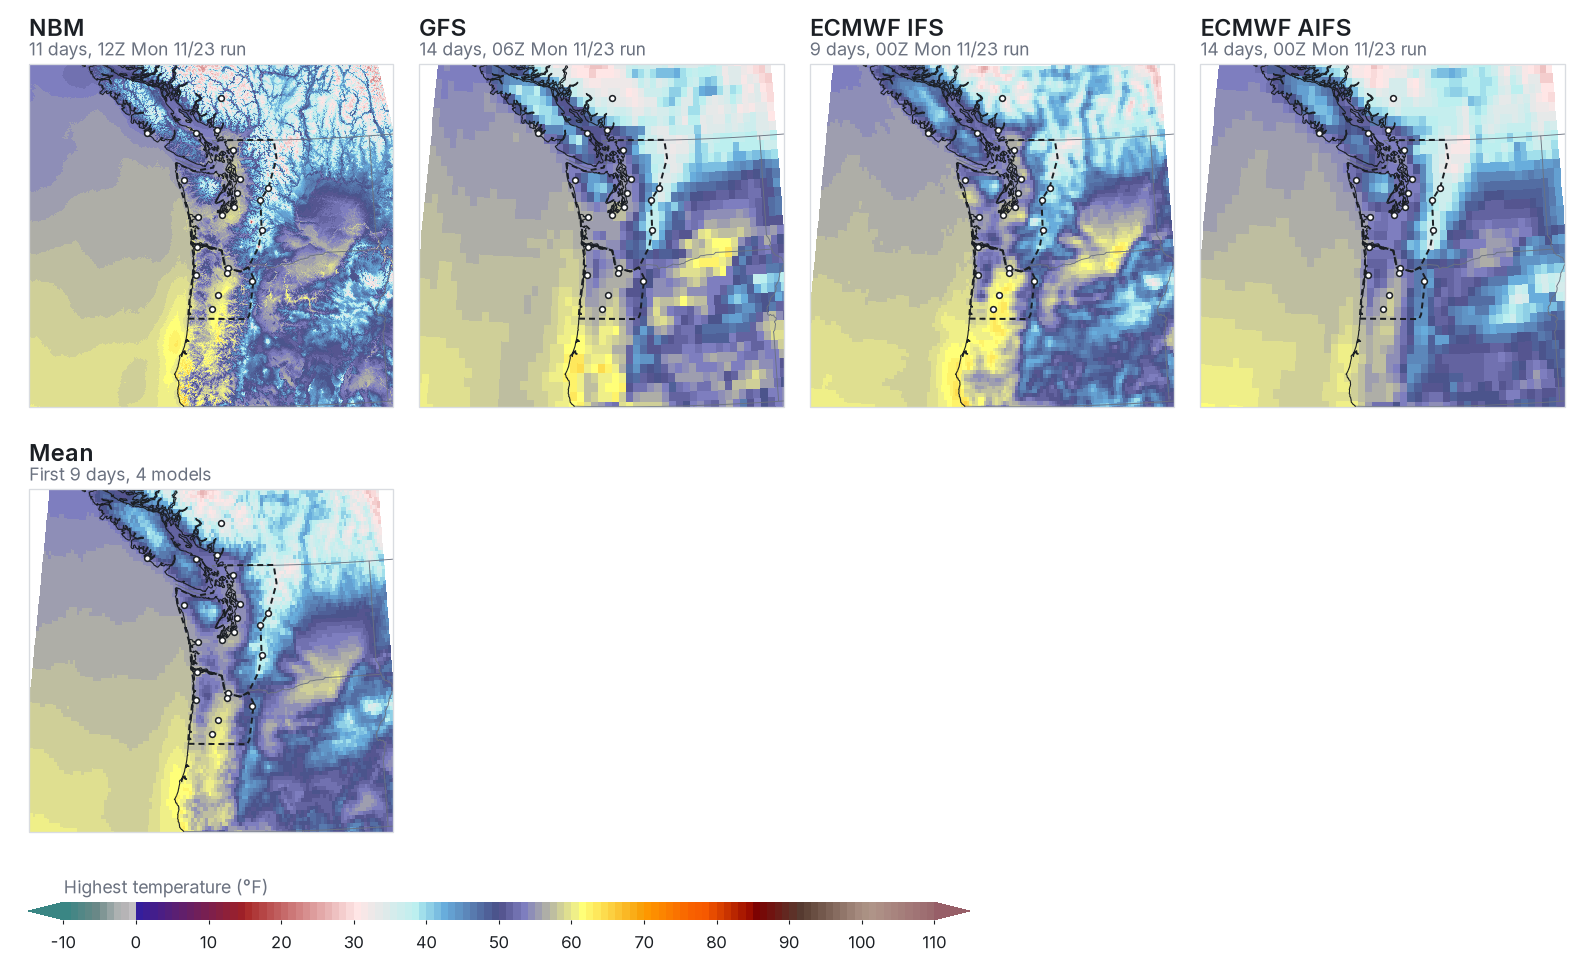 NBM
11 days, 12Z Mon 11/23 run
GFS
14 days, 06Z Mon 11/23 run
ECMWF IFS
9 days, 00Z Mon 11/23 run
ECMWF AIFS
14 days, 00Z Mon 11/23 run
Mean
First 9 days, 4 models
Highest temperature (°F)
-10 0 10 20 30 40 50 60 70 80 90 100 110